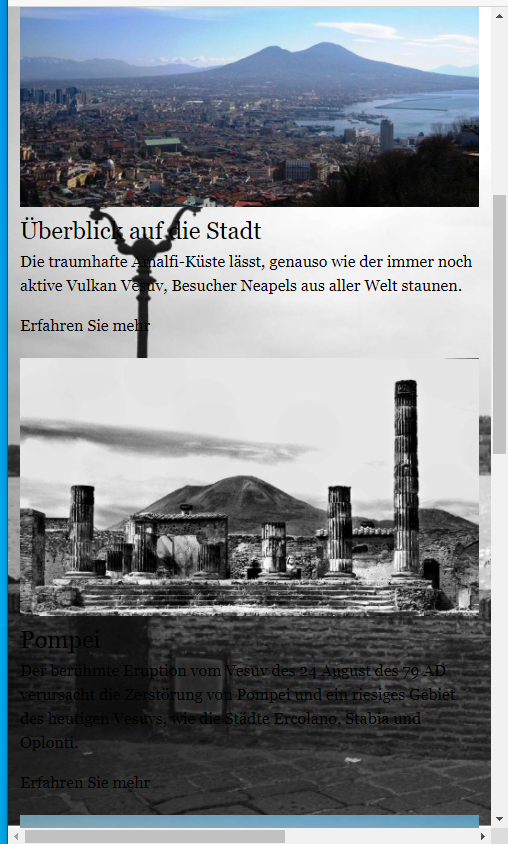 Überblick auf die Stadt
Die traumhafte Amalfi-Küste lässt, genauso wie der immer noch
aktive Vulkan Vesuv, Besucher Neapels aus aller Welt staunen.
Erfahren Sie mehr
Pompei
Der berühmte Eruption vom Vesuv des 24 August des 79 AD
verursacht die Zerstörung von Pompei und ein riesiges Gebiet
des heutigen Vesuvs, wie die Städte Ercolano, Stabia und
Oplonti.
Erfahren Sie mehr